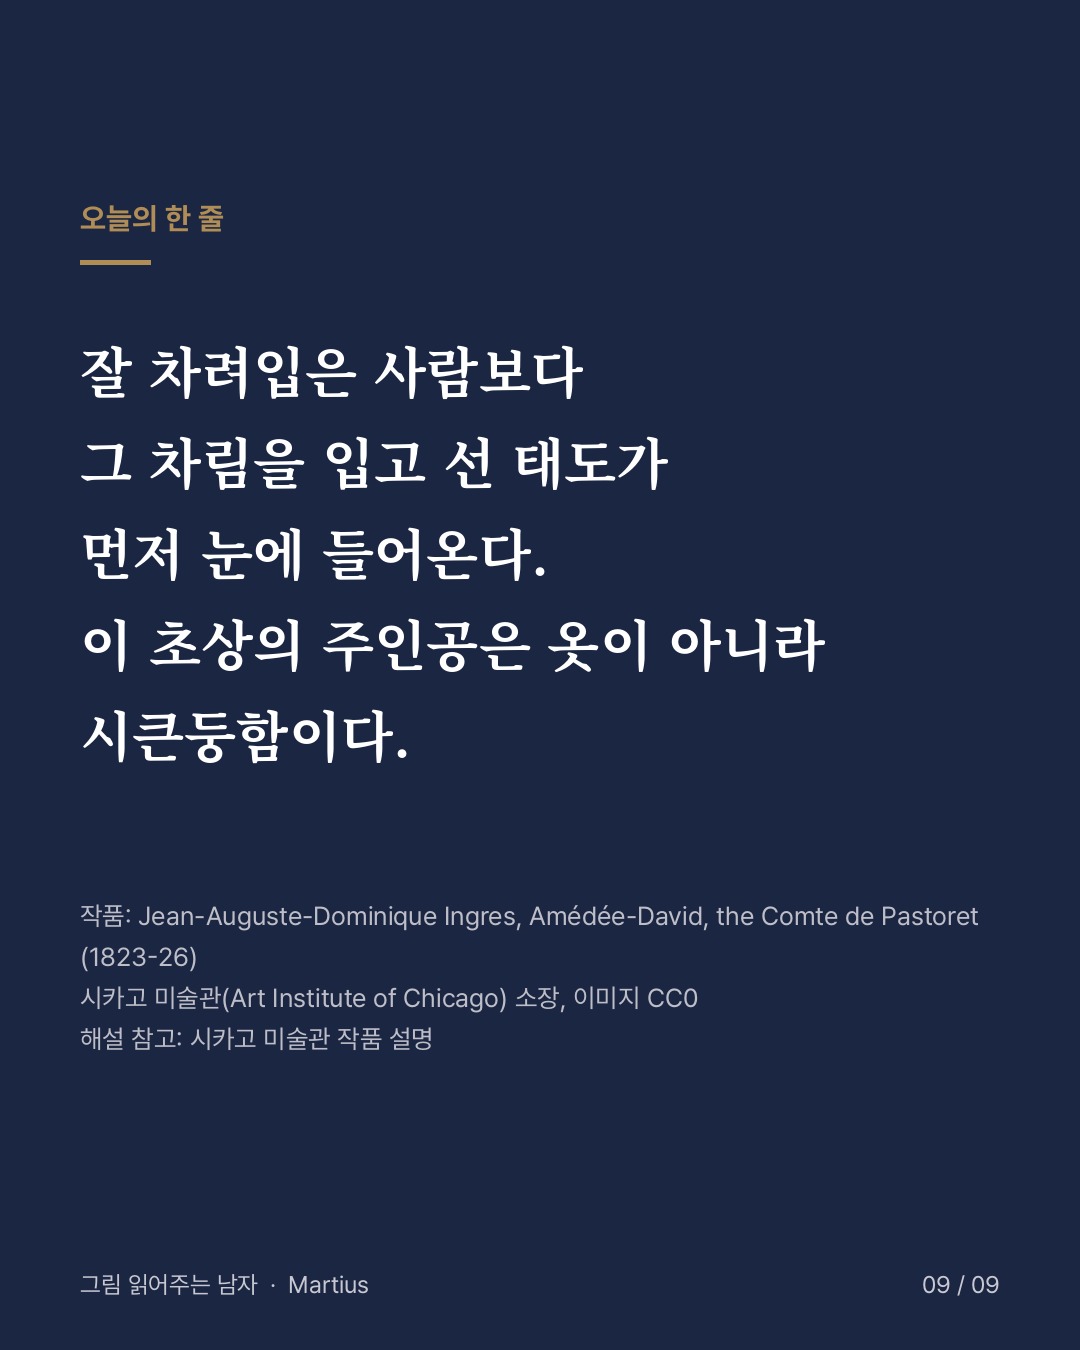 오늘의 한 줄
잘 차려입은 사람보다
그 차림을 입고 선 태도가
먼저 눈에 들어온다.
이 초상의 주인공은 옷이 아니라
시큰둥함이다.
작품: Jean-Auguste-Dominique Ingres, Amédée-David, the Comte de Pastoret
(1823-26)
시카고 미술관(Art Institute of Chicago) 소장, 이미지 CC0
해설 참고: 시카고 미술관 작품 설명
그림 읽어주는 남자 · Martius
09 / 09